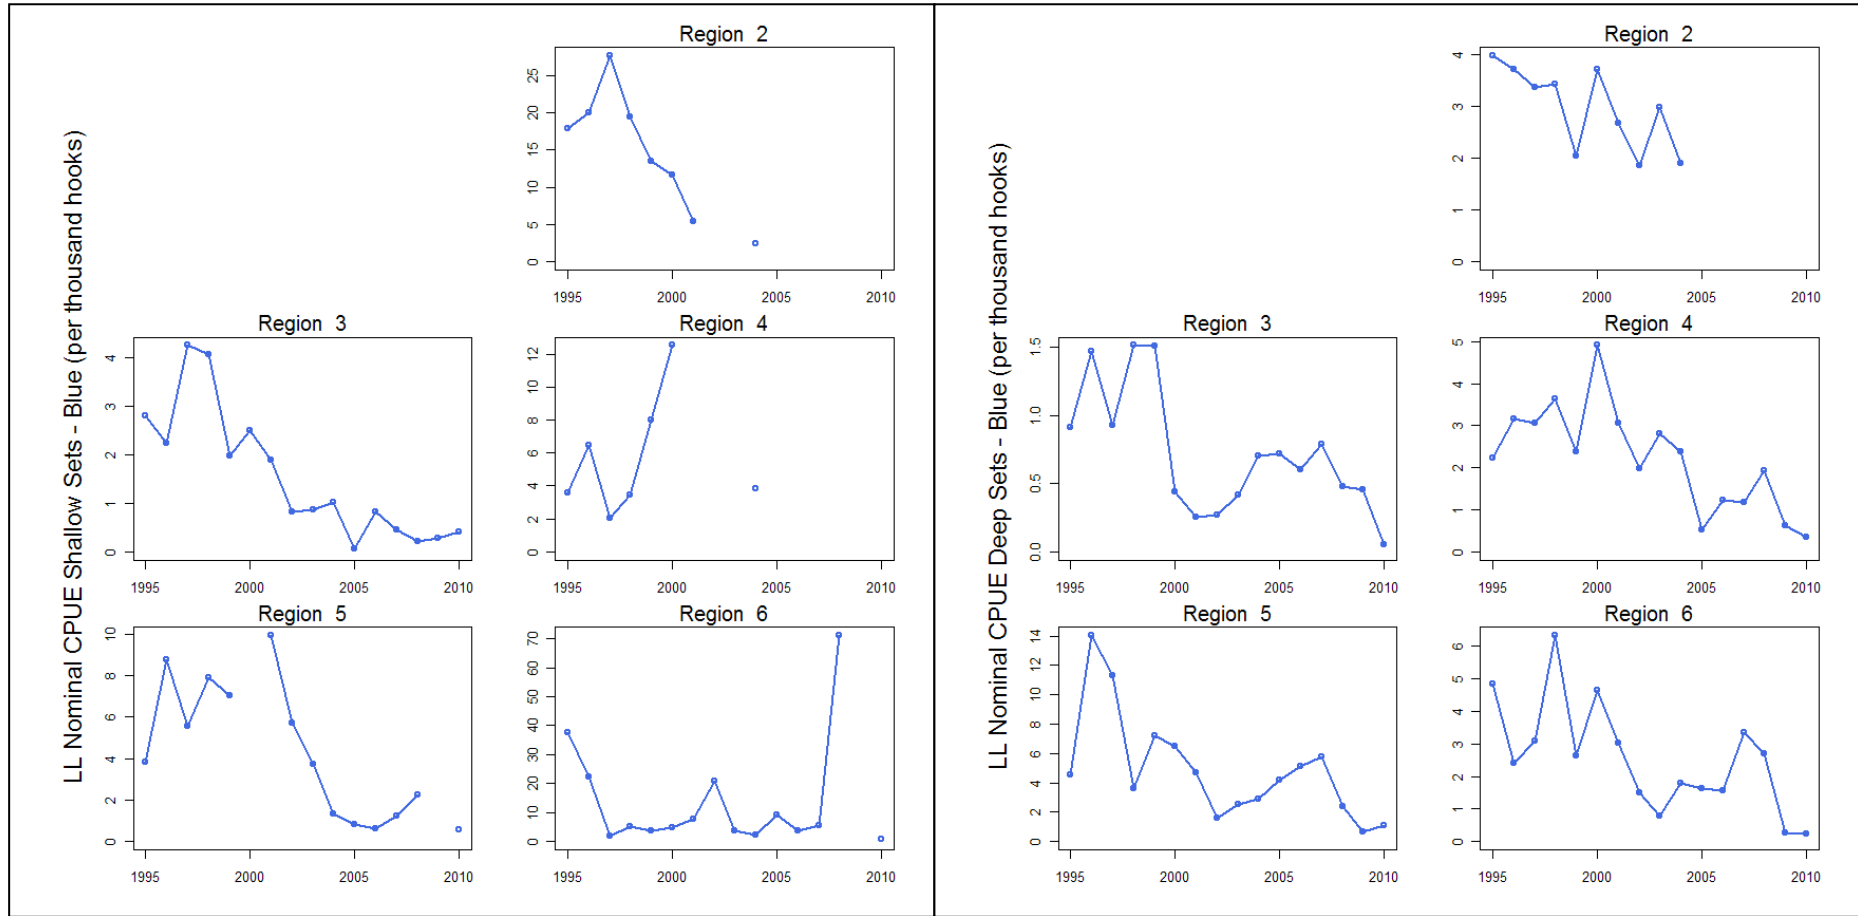 LL Nominal CPUE Shallow Sets - Blue (per thousand hooks)
Region 2
0 5 10 15 20 25
1995 2000 2005 2010
Region 3
0 1 2 3 4
1995 2000 2005 2010
Region 4
0 2 4 6 8 10 12
1995 2000 2005 2010
Region 5
0 2 4 6 8 10
1995 2000 2005 2010
Region 6
0 10 20 30 40 50 60 70
1995 2000 2005 2010
LL Nominal CPUE Deep Sets - Blue (per thousand hooks)
Region 2
0 1 2 3 4
1995 2000 2005 2010
Region 3
0.0 0.5 1.0 1.5
1995 2000 2005 2010
Region 4
0 1 2 3 4 5
1995 2000 2005 2010
Region 5
0 2 4 6 8 10 12 14
1995 2000 2005 2010
Region 6
0 1 2 3 4 5 6
1995 2000 2005 2010